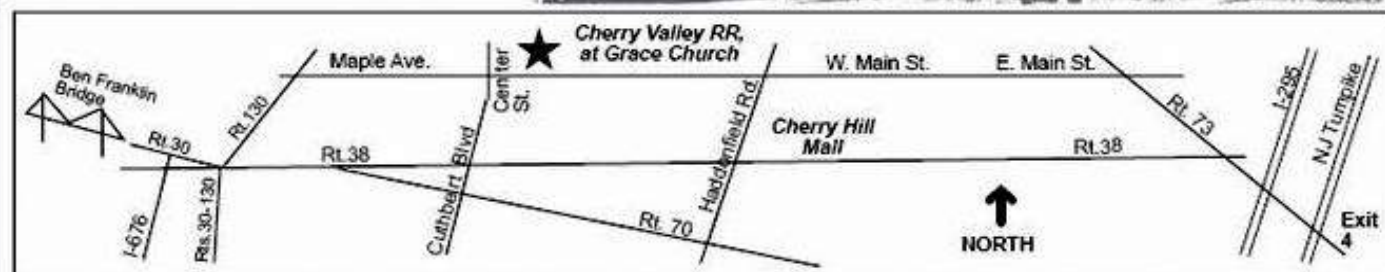 Cherry Valley RR,
at Grace Church
Maple Ave.
Center
St.
W. Main St.
E. Main St.
Ben Franklin
Bridge
Rt.130
Rt.30
Rt.38
Cuthbert Blvd
Haddenfield Rd.
Cherry Hill
Mall
Rt.38
Rt. 73
I-295
NJ Turnpike
I-676
Rts.30-130
Rt. 70
NORTH
Exit
4